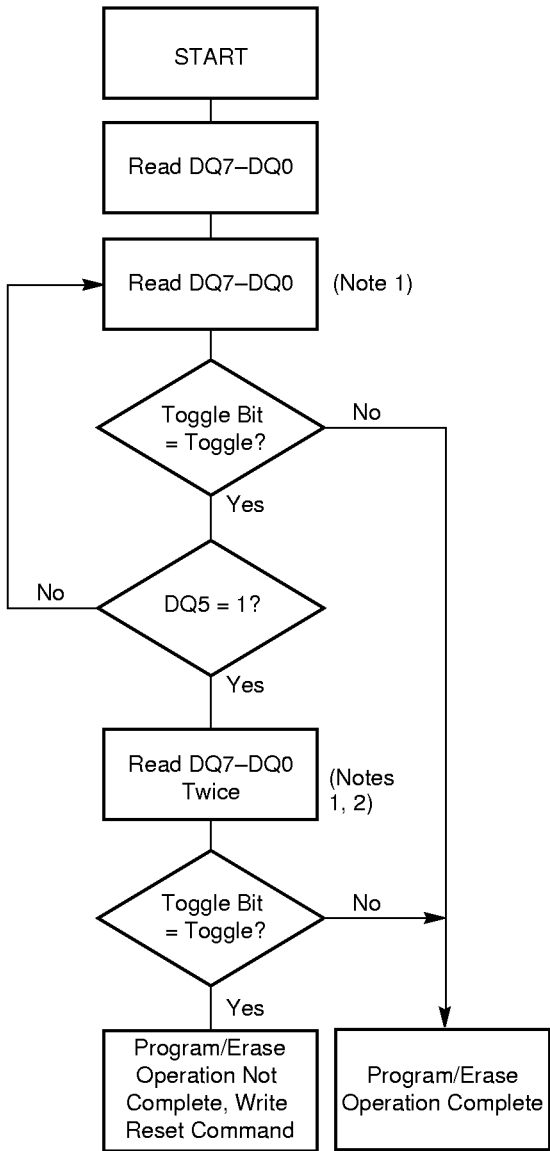 START
Read DQ7–DQ0
Read DQ7–DQ0
(Note 1)
Toggle Bit
= Toggle?
No
Yes
No
DQ5 = 1?
Yes
Read DQ7–DQ0
Twice
(Notes
1, 2)
Toggle Bit
= Toggle?
No
Yes
Program/Erase
Operation Not
Complete, Write
Reset Command
Program/Erase
Operation Complete